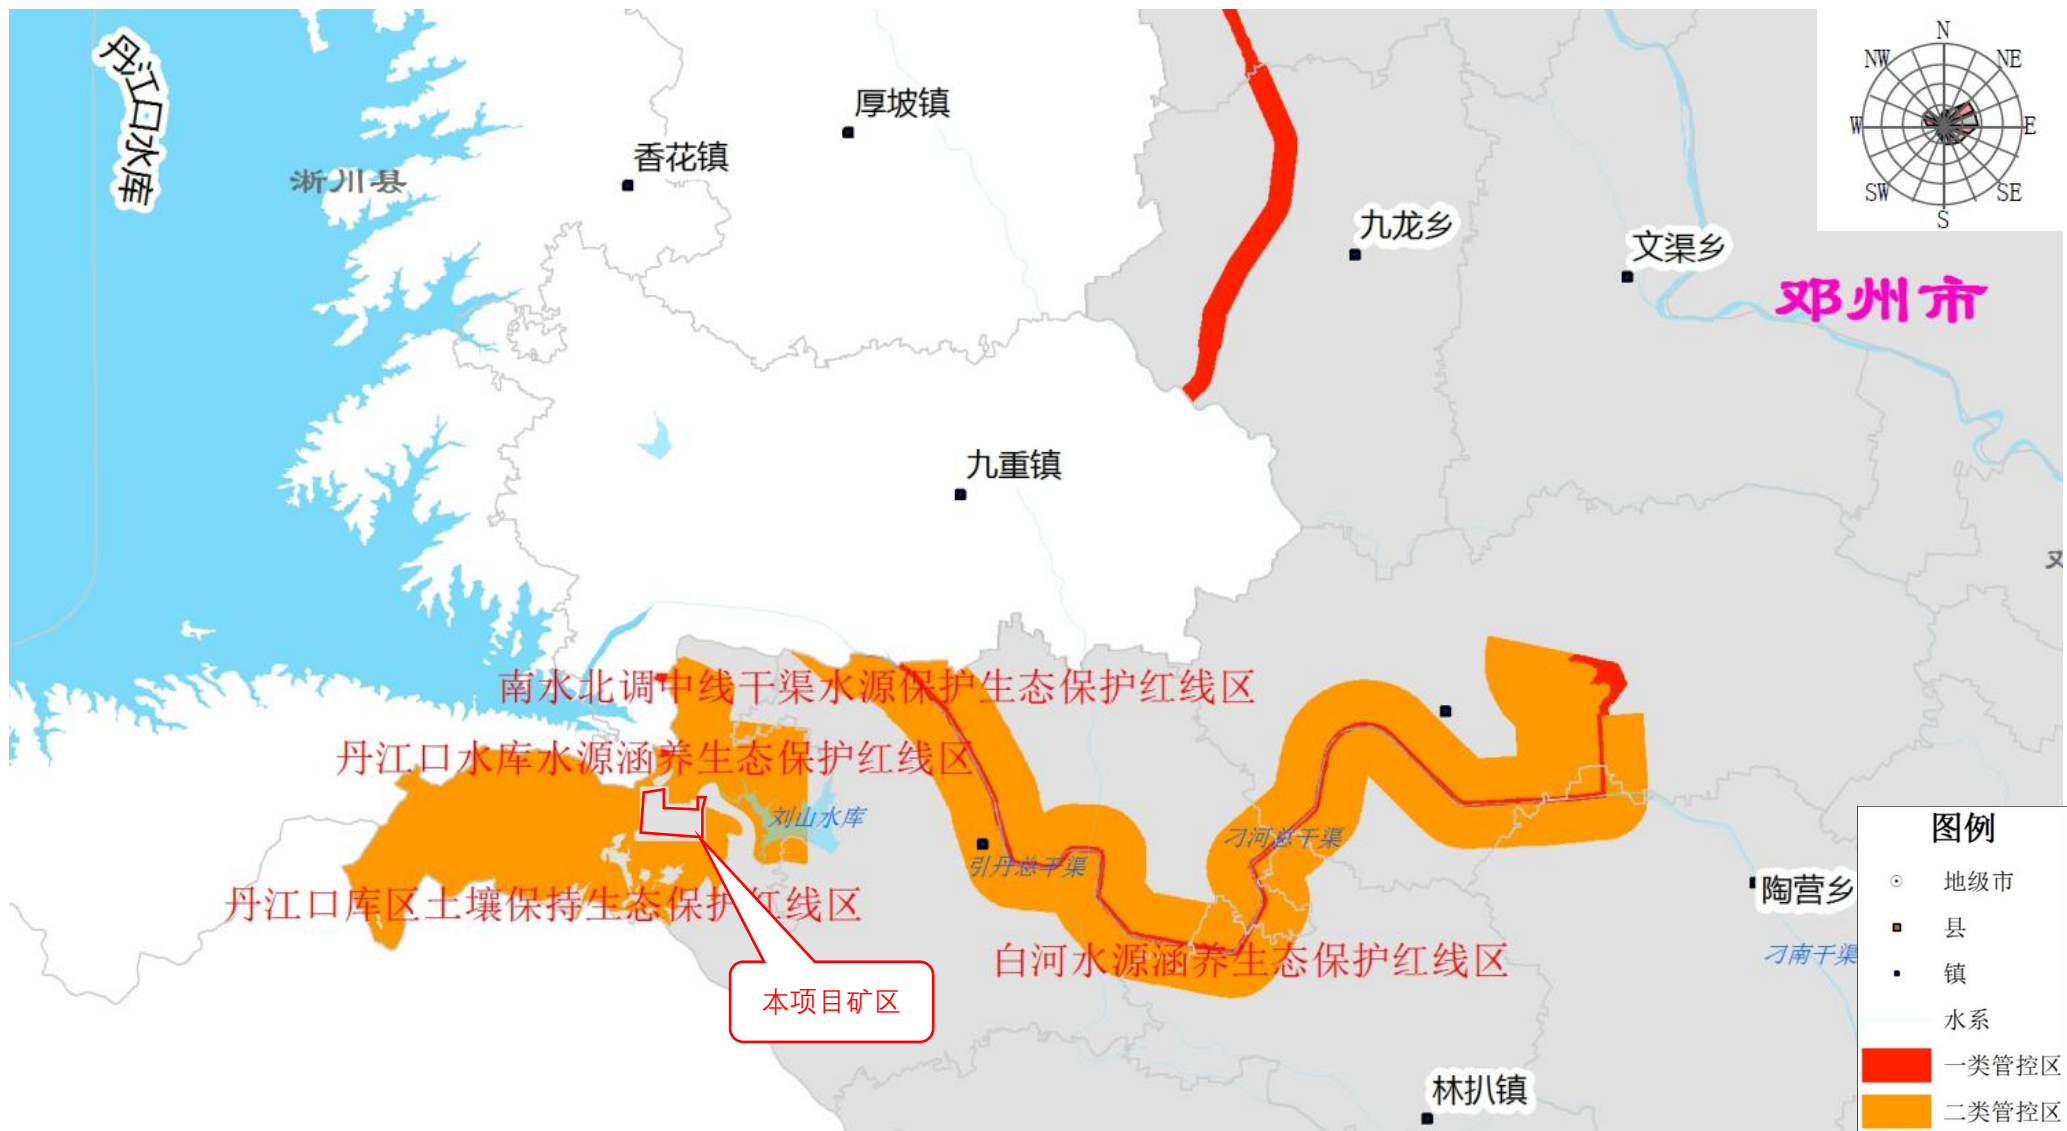 丹江口水库
淅川县
香花镇
厚坡镇
九龙乡
文渠乡
邓州市
N
NE
E
SE
S
SW
W
NW
九重镇
南水北调中线干渠水源保护生态保护红线区
丹江口水库水源涵养生态保护红线区
刘山水库
引丹总干渠
刁河总干渠
丹江口库区土壤保持生态保护红线区
白河水源涵养生态保护红线区
陶营乡
刁南干渠
本项目矿区
林扒镇
图例
地级市
县
镇
水系
一类管控区
二类管控区